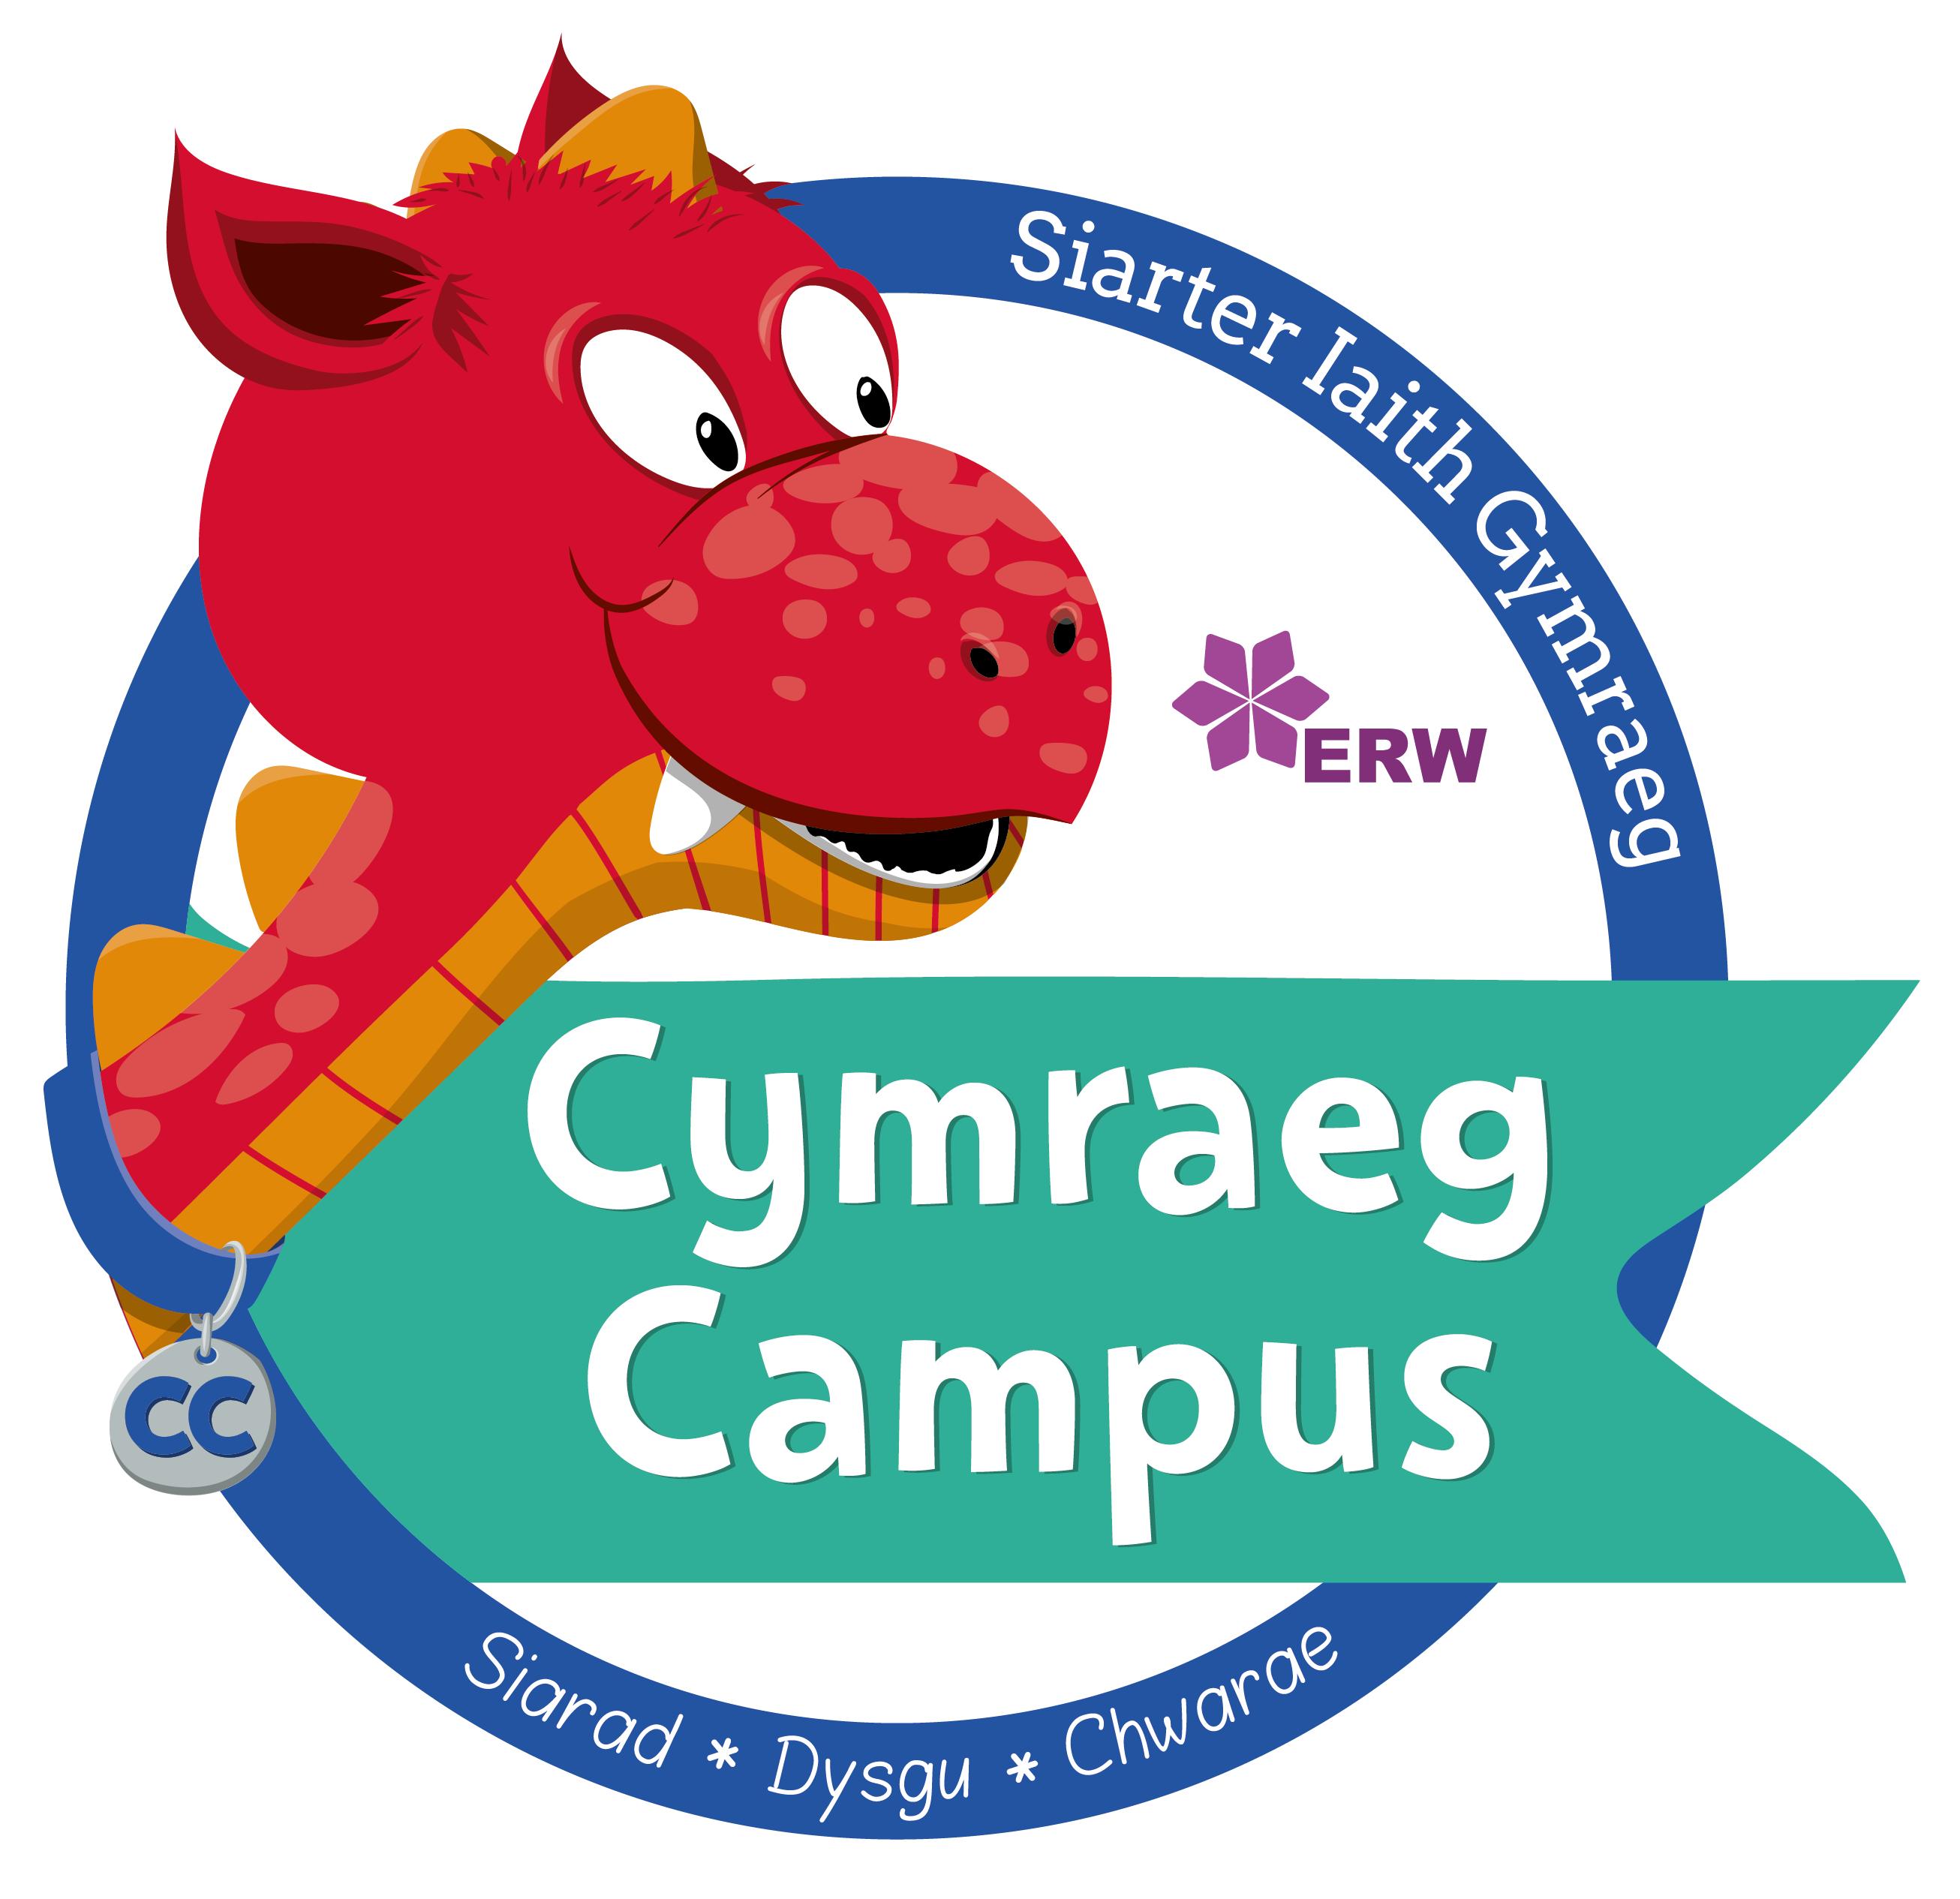 Siarter Iaith Gymraeg
ERW
Cymraeg
Campus
CC
Siarad * Dysgu * Chwarae